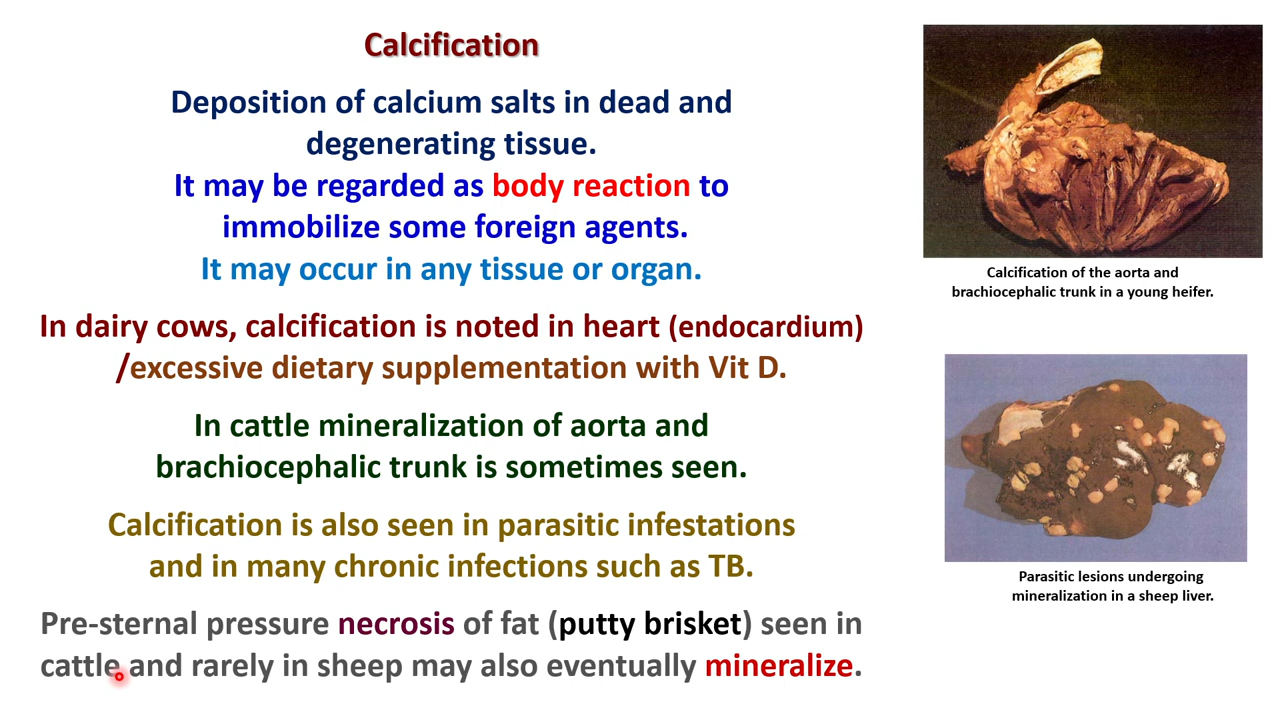 Calcification
Deposition of calcium salts in dead and
degenerating tissue.
It may be regarded as body reaction to
immobilize some foreign agents.
It may occur in any tissue or organ.
In dairy cows, calcification is noted in heart (endocardium)
/excessive dietary supplementation with Vit D.
In cattle mineralization of aorta and
brachiocephalic trunk is sometimes seen.
Calcification is also seen in parasitic infestations
and in many chronic infections such as TB.
Pre-sternal pressure necrosis of fat (putty brisket) seen in
cattle and rarely in sheep may also eventually mineralize.
Calcification of the aorta and
brachiocephalic trunk in a young heifer.
Parasitic lesions undergoing
mineralization in a sheep liver.